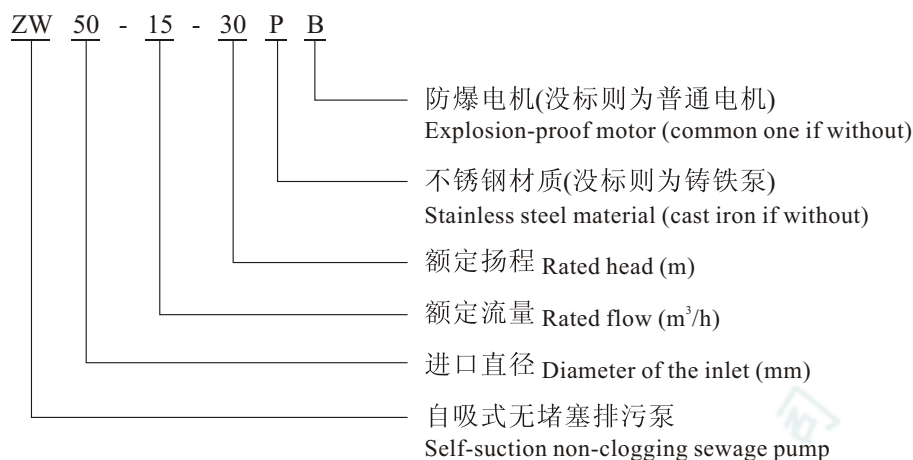 ZW 50 - 15 - 30 P B
防爆电机(没标则为普通电机)
Explosion-proof motor (common one if without)
不锈钢材质(没标则为铸铁泵)
Stainless steel material (cast iron if without)
额定扬程 Rated head (m)
额定流量 Rated flow (m³/h)
进口直径 Diameter of the inlet (mm)
自吸式无堵塞排污泵
Self-suction non-clogging sewage pump